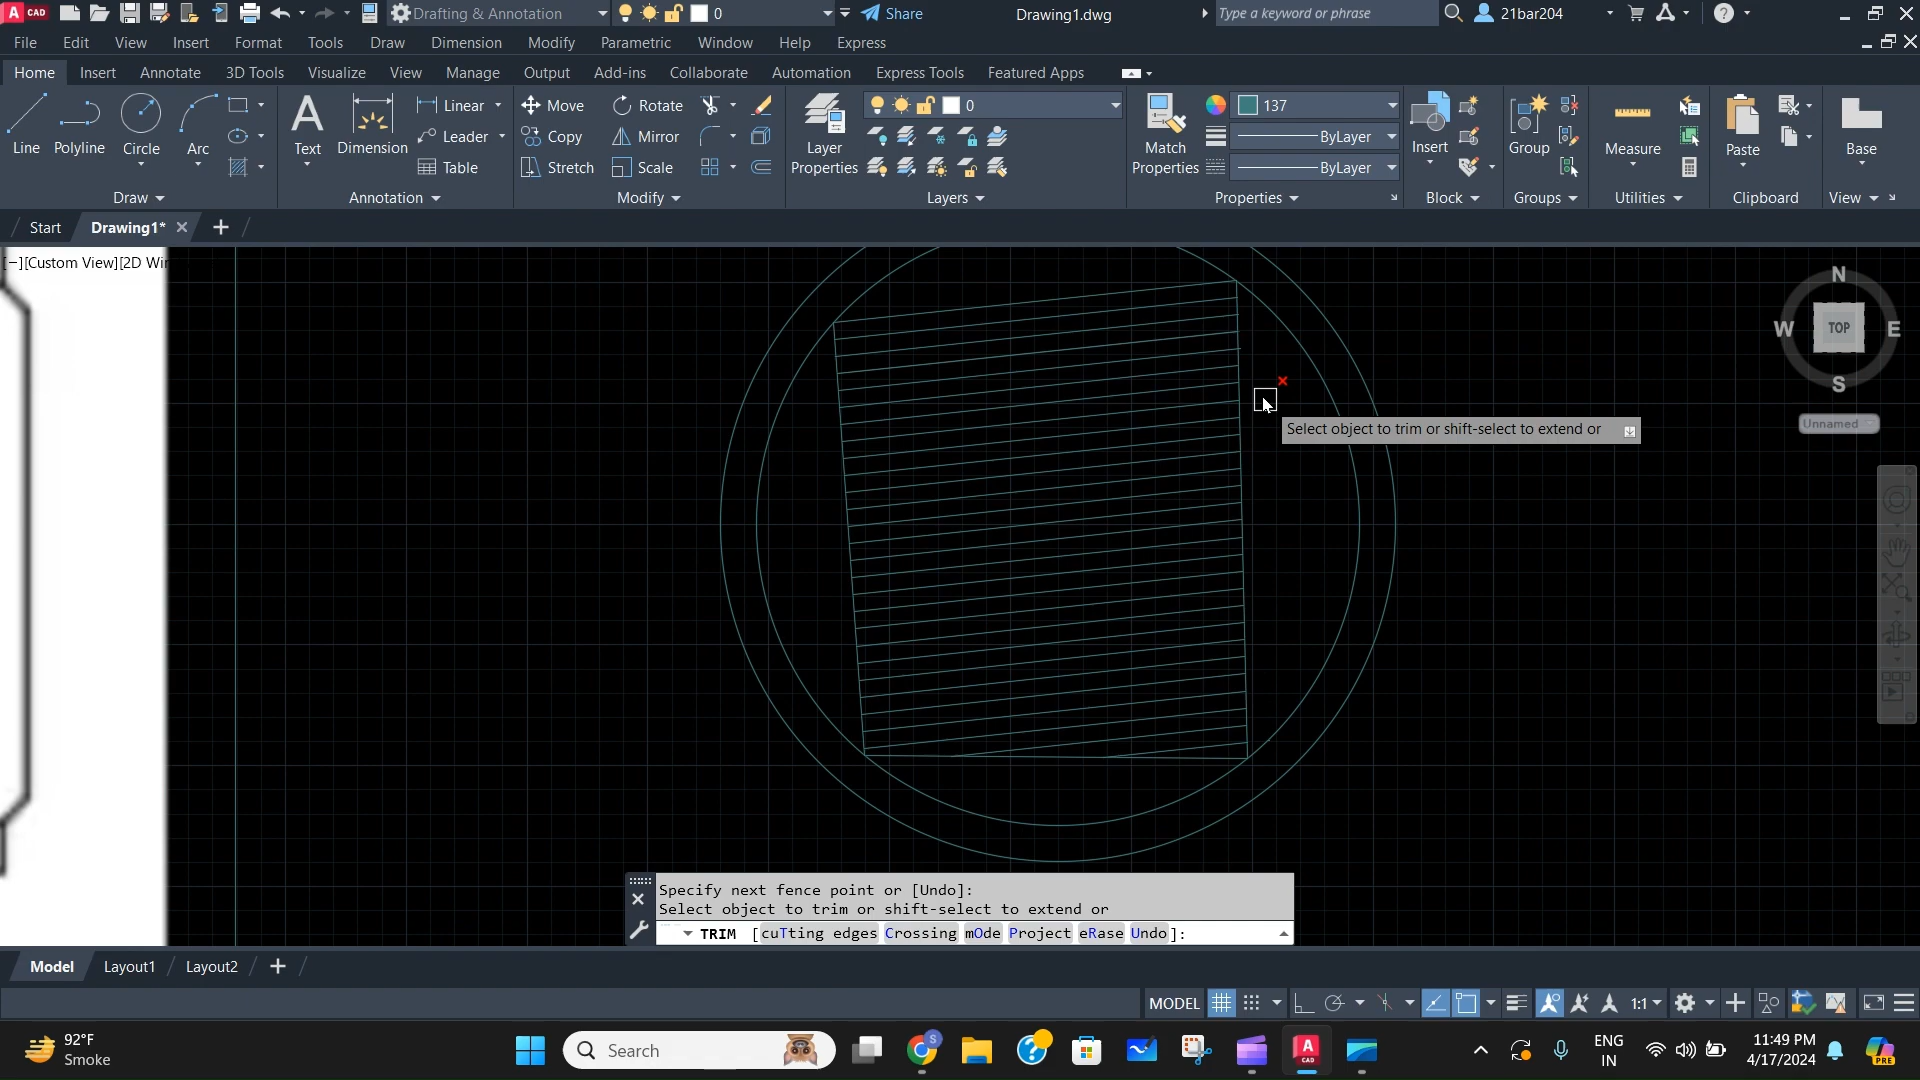 A CAD Drafting & Annotation 0 Share Drawing1.dwg Type a keyword or phrase 21bar204
File Edit View Insert Format Tools Draw Dimension Modify Parametric Window Help Express
Home Insert Annotate 3D Tools Visualize View Manage Output Add-ins Collaborate Automation Express Tools Featured Apps
Line Polyline Circle Arc Text Dimension Linear Leader Table Move Rotate Copy Mirror Stretch Scale Layer Properties 0 Match Properties 137 ByLayer ByLayer Insert Group Measure Paste Base
Draw Annotation Modify Layers Properties Block Groups Utilities Clipboard View
Start Drawing1* +
[−][Custom View][2D Wir
N
W TOP E
S
Unnamed
Select object to trim or shift-select to extend or
Specify next fence point or [Undo]:
Select object to trim or shift-select to extend or
TRIM [cuTting edges Crossing mOde Project eRase Undo]:
Model Layout1 Layout2 +
MODEL 1:1
92°F
Smoke
Search
S
A CAD
ENG
IN
11:49 PM
4/17/2024
PRE